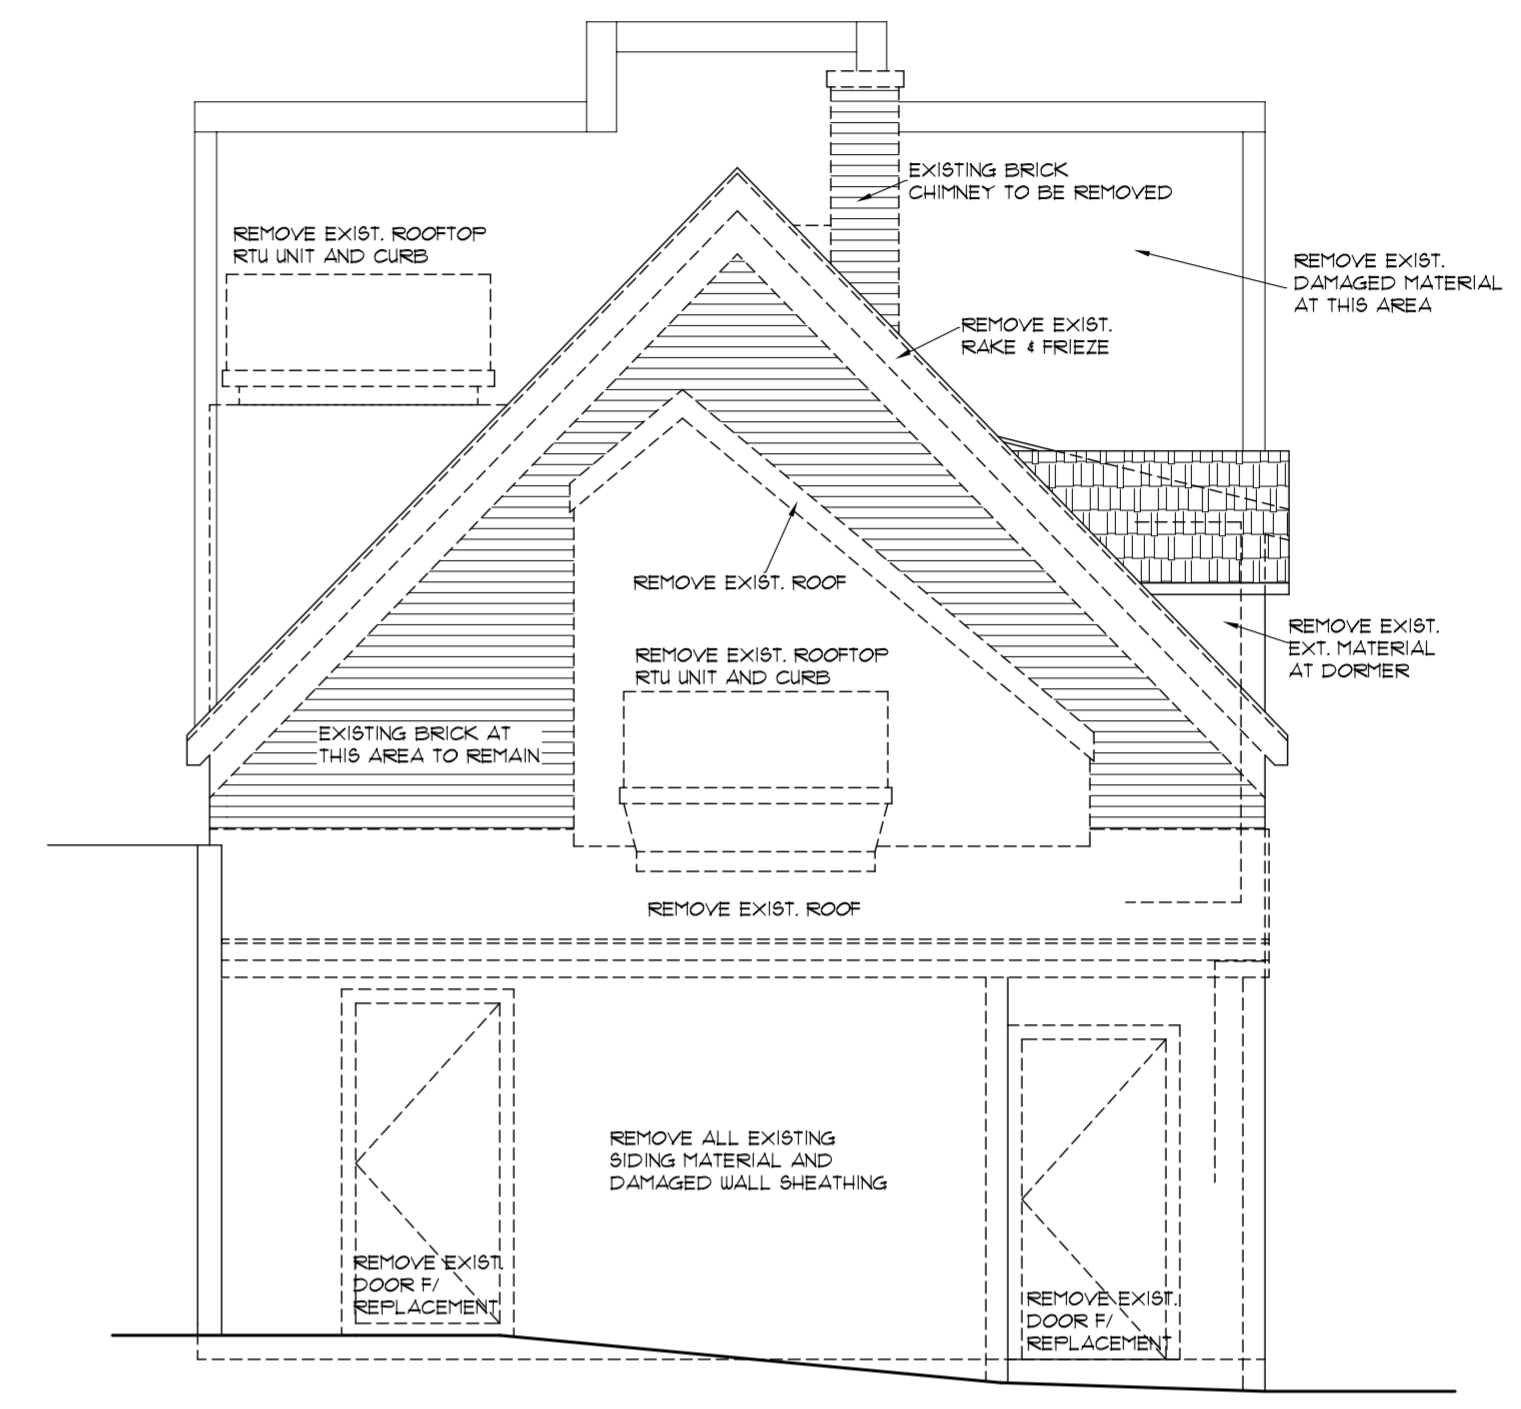 EXISTING BRICK
CHIMNEY TO BE REMOVED
REMOVE EXIST. ROOFTOP
RTU UNIT AND CURB
REMOVE EXIST.
DAMAGED MATERIAL
AT THIS AREA
REMOVE EXIST.
RAKE & FRIEZE
REMOVE EXIST. ROOF
REMOVE EXIST.
EXT. MATERIAL
AT DORMER
REMOVE EXIST. ROOFTOP
RTU UNIT AND CURB
EXISTING BRICK AT
THIS AREA TO REMAIN
REMOVE EXIST. ROOF
REMOVE ALL EXISTING
SIDING MATERIAL AND
DAMAGED WALL SHEATHING
REMOVE EXIST.
DOOR F/
REPLACEMENT
REMOVE EXIST.
DOOR F/
REPLACEMENT